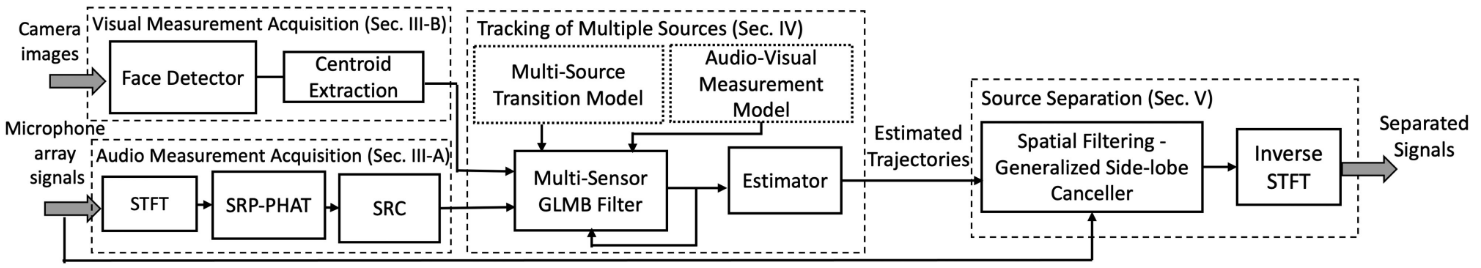 Camera
images
Visual Measurement Acquisition (Sec. III-B)
Face Detector
Centroid
Extraction
Microphone
array
signals
Audio Measurement Acquisition (Sec. III-A)
STFT
SRP-PHAT
SRC
Tracking of Multiple Sources (Sec. IV)
Multi-Source
Transition Model
Audio-Visual
Measurement
Model
Multi-Sensor
GLMB Filter
Estimator
Estimated
Trajectories
Source Separation (Sec. V)
Spatial Filtering -
Generalized Side-lobe
Canceller
Inverse
STFT
Separated
Signals